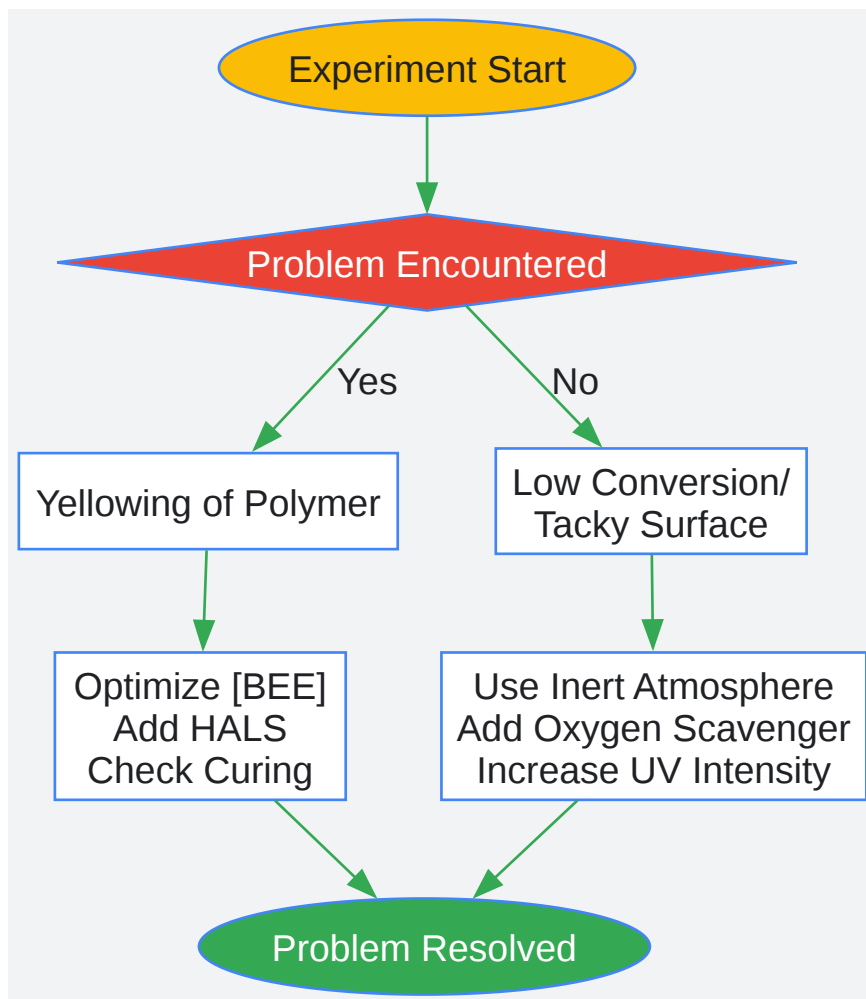 Experiment Start
Problem Encountered
Yes
No
Yellowing of Polymer
Low Conversion/
Tacky Surface
Optimize [BEE]
Add HALS
Check Curing
Use Inert Atmosphere
Add Oxygen Scavenger
Increase UV Intensity
Problem Resolved